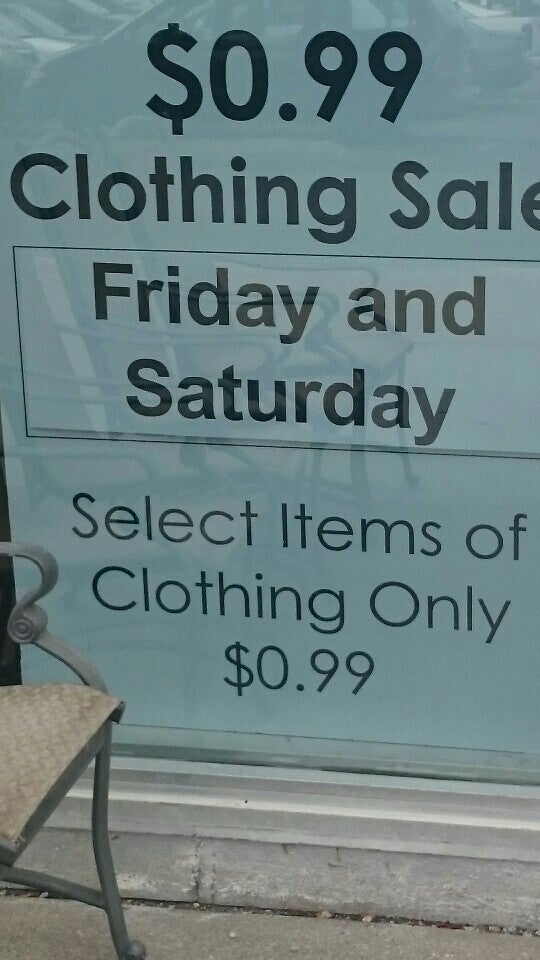 $0.99
Clothing Sale
Friday and
Saturday
Select Items of
Clothing Only
$0.99